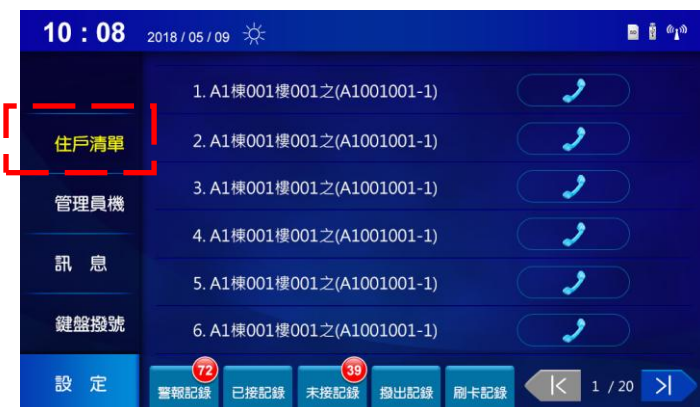 10 : 08 2018 / 05 / 09
住戶清單
管理員機
訊 息
鍵盤撥號
設 定
1. A1棟001樓001之(A1001001-1)
2. A1棟001樓001之(A1001001-1)
3. A1棟001樓001之(A1001001-1)
4. A1棟001樓001之(A1001001-1)
5. A1棟001樓001之(A1001001-1)
6. A1棟001樓001之(A1001001-1)
72 39
警報記錄 已接記錄 未接記錄 撥出記錄 刷卡記錄 1 / 20